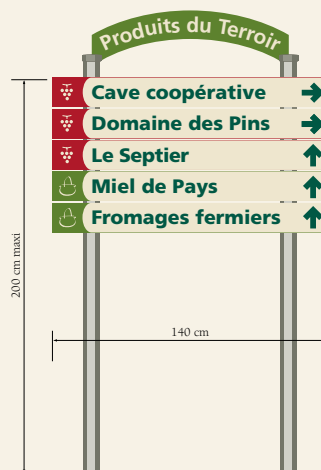 Produits du Terroir
Cave coopérative
Domaine des Pins
Le Septier
Miel de Pays
Fromages fermiers
200 cm maxi
140 cm